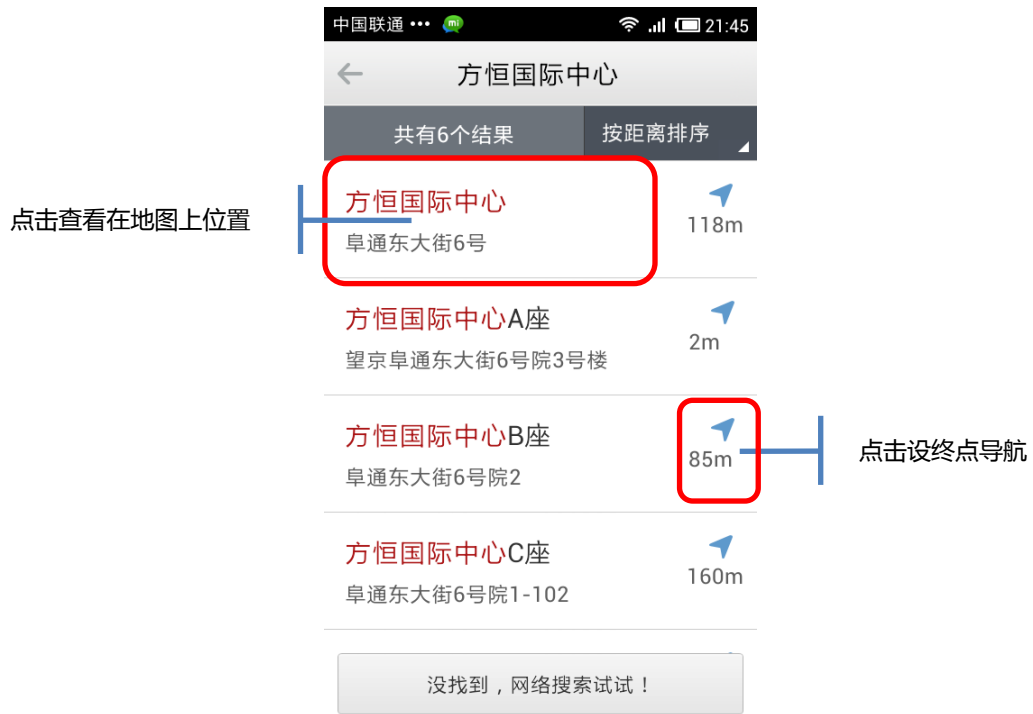 中国联通 ••• mi 21:45
方恒国际中心
共有6个结果 按距离排序
点击查看在地图上位置
方恒国际中心
阜通东大街6号
118m
方恒国际中心A座
望京阜通东大街6号院3号楼
2m
方恒国际中心B座
阜通东大街6号院2
85m
点击设终点导航
方恒国际中心C座
阜通东大街6号院1-102
160m
没找到，网络搜索试试！